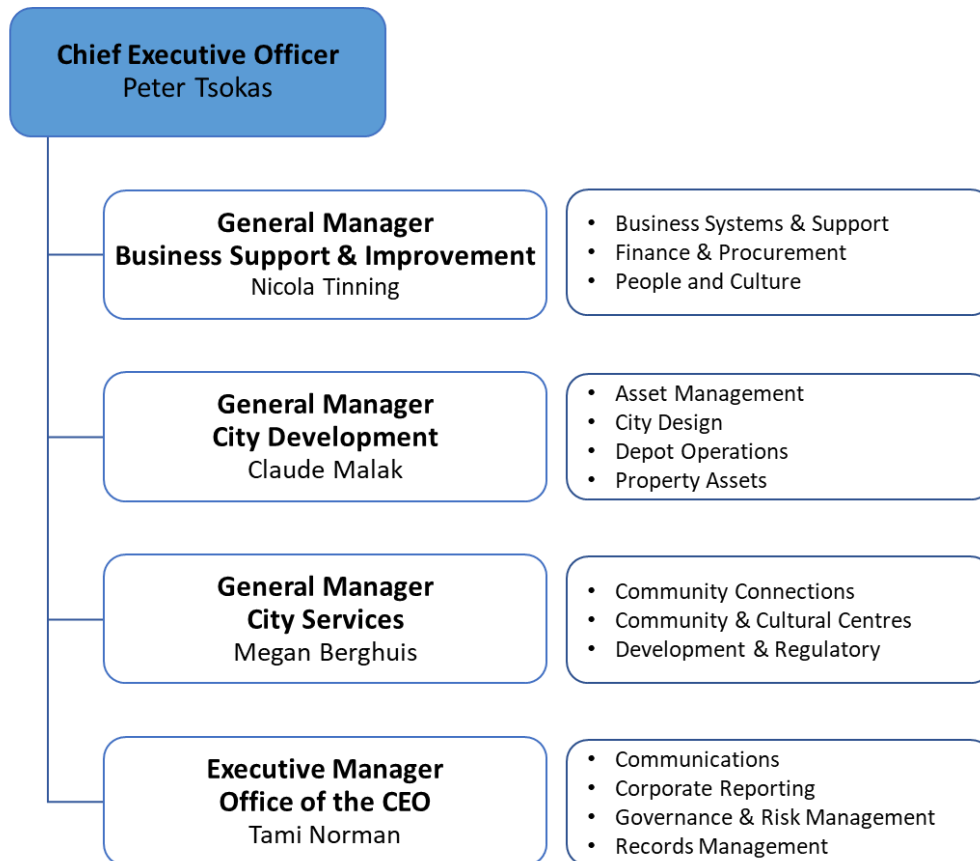 Chief Executive Officer
Peter Tsokas
General Manager
Business Support & Improvement
Nicola Tinning
• Business Systems & Support
• Finance & Procurement
• People and Culture
General Manager
City Development
Claude Malak
• Asset Management
• City Design
• Depot Operations
• Property Assets
General Manager
City Services
Megan Berghuis
• Community Connections
• Community & Cultural Centres
• Development & Regulatory
Executive Manager
Office of the CEO
Tami Norman
• Communications
• Corporate Reporting
• Governance & Risk Management
• Records Management